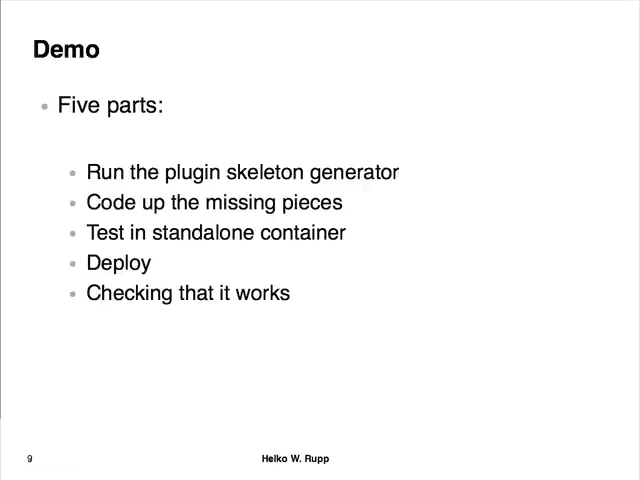 Demo
Five parts:
Run the plugin skeleton generator
Code up the missing pieces
Test in standalone container
Deploy
Checking that it works
9
Heiko W. Rupp